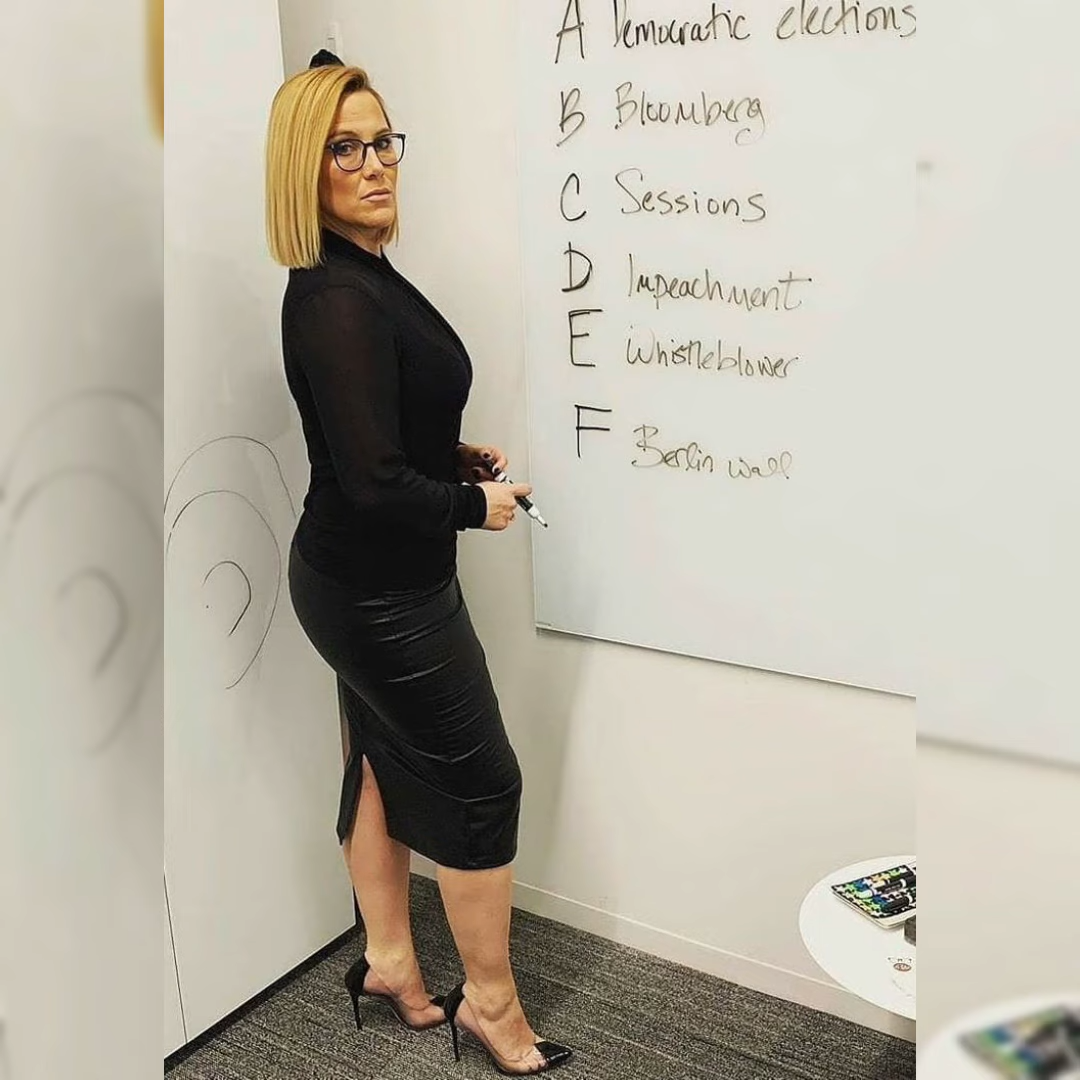 A Democratic elections
B Bloomberg
C Sessions
D Impeachment
E Whistleblower
F Berlin wall